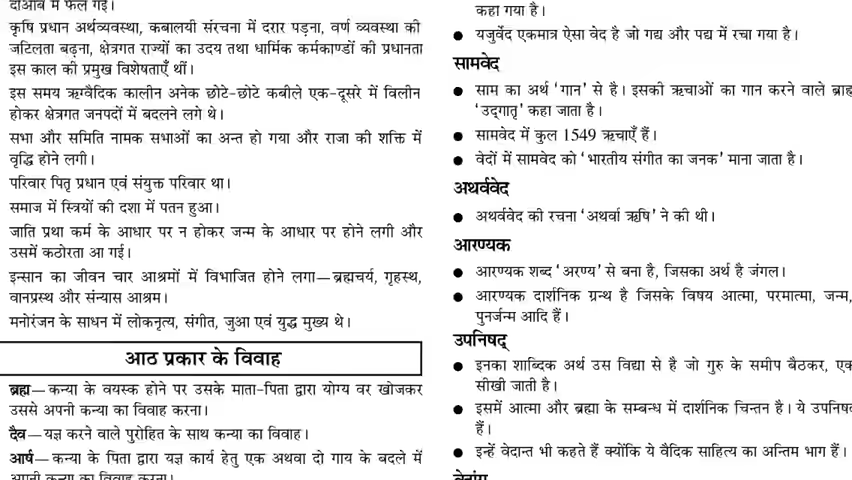 दोआब में फैल गई।
कृषि प्रधान अर्थव्यवस्था, कबालयी संरचना में दरार पड़ना, वर्ण व्यवस्था की
जटिलता बढ़ना, क्षेत्रगत राज्यों का उदय तथा धार्मिक कर्मकाण्डों की प्रधानता
इस काल की प्रमुख विशेषताएँ थीं।
इस समय ऋग्वैदिक कालीन अनेक छोटे-छोटे कबीले एक-दूसरे में विलीन
होकर क्षेत्रगत जनपदों में बदलने लगे थे।
सभा और समिति नामक सभाओं का अन्त हो गया और राजा की शक्ति में
वृद्धि होने लगी।
परिवार पितृ प्रधान एवं संयुक्त परिवार था।
समाज में स्त्रियों की दशा में पतन हुआ।
जाति प्रथा कर्म के आधार पर न होकर जन्म के आधार पर होने लगी और
उसमें कठोरता आ गई।
इन्सान का जीवन चार आश्रमों में विभाजित होने लगा—ब्रह्मचर्य, गृहस्थ,
वानप्रस्थ और संन्यास आश्रम।
मनोरंजन के साधन में लोकनृत्य, संगीत, जुआ एवं युद्ध मुख्य थे।
आठ प्रकार के विवाह
ब्रह्म—कन्या के वयस्क होने पर उसके माता-पिता द्वारा योग्य वर खोजकर
उससे अपनी कन्या का विवाह करना।
दैव—यज्ञ करने वाले पुरोहित के साथ कन्या का विवाह।
आर्ष—कन्या के पिता द्वारा यज्ञ कार्य हेतु एक अथवा दो गाय के बदले में
अपनी कन्या का विवाह करना।
कहा गया है।
● यजुर्वेद एकमात्र ऐसा वेद है जो गद्य और पद्य में रचा गया है।
सामवेद
● साम का अर्थ ‘गान’ से है। इसकी ऋचाओं का गान करने वाले
‘उद्गातृ’ कहा जाता है।
● सामवेद में कुल 1549 ऋचाएँ हैं।
● वेदों में सामवेद को ‘भारतीय संगीत का जनक’ माना जाता है।
अथर्ववेद
● अथर्ववेद की रचना ‘अथर्वा ऋषि’ ने की थी।
आरण्यक
● आरण्यक शब्द ‘अरण्य’ से बना है, जिसका अर्थ है जंगल।
● आरण्यक दार्शनिक ग्रन्थ है जिसके विषय आत्मा, परमात्मा, जन्म,
पुनर्जन्म आदि हैं।
उपनिषद्
● इनका शाब्दिक अर्थ उस विद्या से है जो गुरु के समीप बैठकर,
सीखी जाती है।
● इसमें आत्मा और ब्रह्मा के सम्बन्ध में दार्शनिक चिन्तन है। ये
हैं।
● इन्हें वेदान्त भी कहते हैं क्योंकि ये वैदिक साहित्य का अन्तिम भाग हैं।